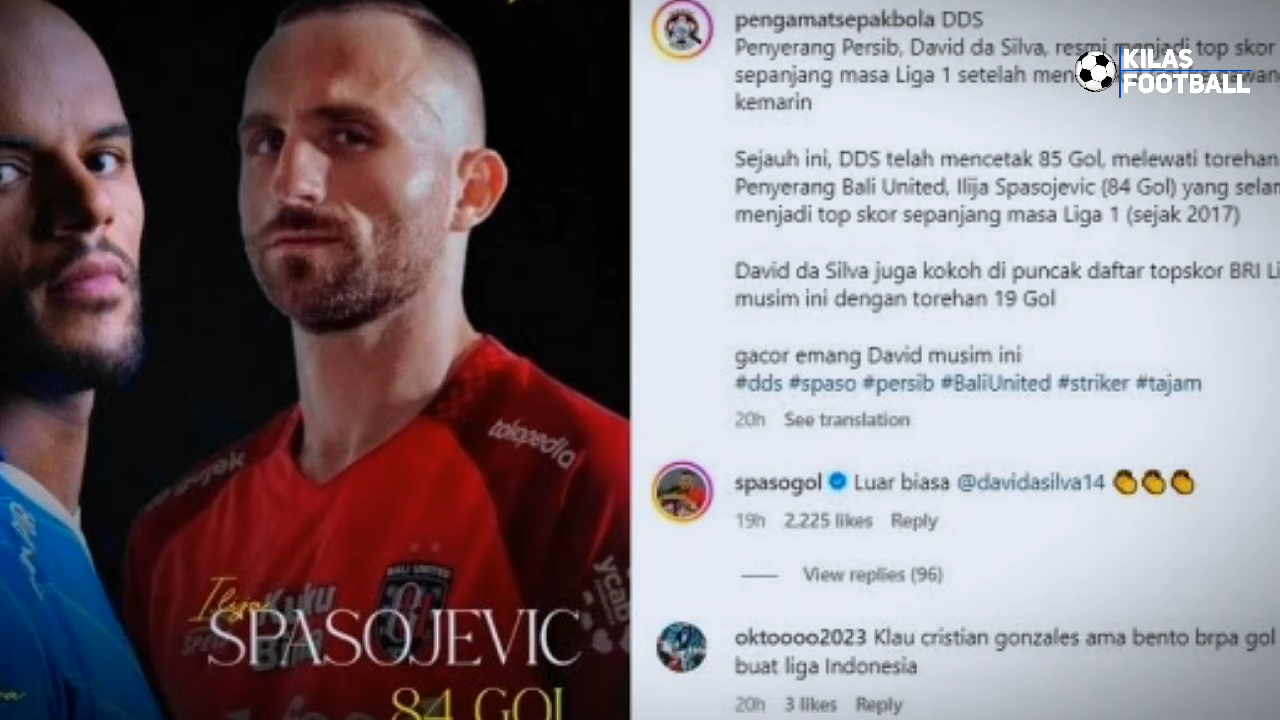 KILAS
FOOTBALL
pengamatsepakbola DDS
Penyerang Persib, David da Silva, resmi menjadi top skor
sepanjang masa Liga 1 setelah
kemarin
Sejauh ini, DDS telah mencetak 85 Gol, melewati torehan
Penyerang Bali United, Ilija Spasojevic (84 Gol) yang
menjadi top skor sepanjang masa Liga 1 (sejak 2017)
David da Silva juga kokoh di puncak daftar topskor BRI
musim ini dengan torehan 19 Gol
gacor emang David musim ini
#dds #spaso #persib #BaliUnited #striker #tajam
20h See translation
spasogol Luar biasa @davidasilva14 👏👏👏
19h 2,225 likes Reply
View replies (96)
oktoooo2023 Klau cristian gonzales ama bento brpa gol
buat liga Indonesia
20h 3 likes Reply
tokopedia
BALI UNITED
Kuku
Bima
Ilija
SPASOJEVIC
84 GOL